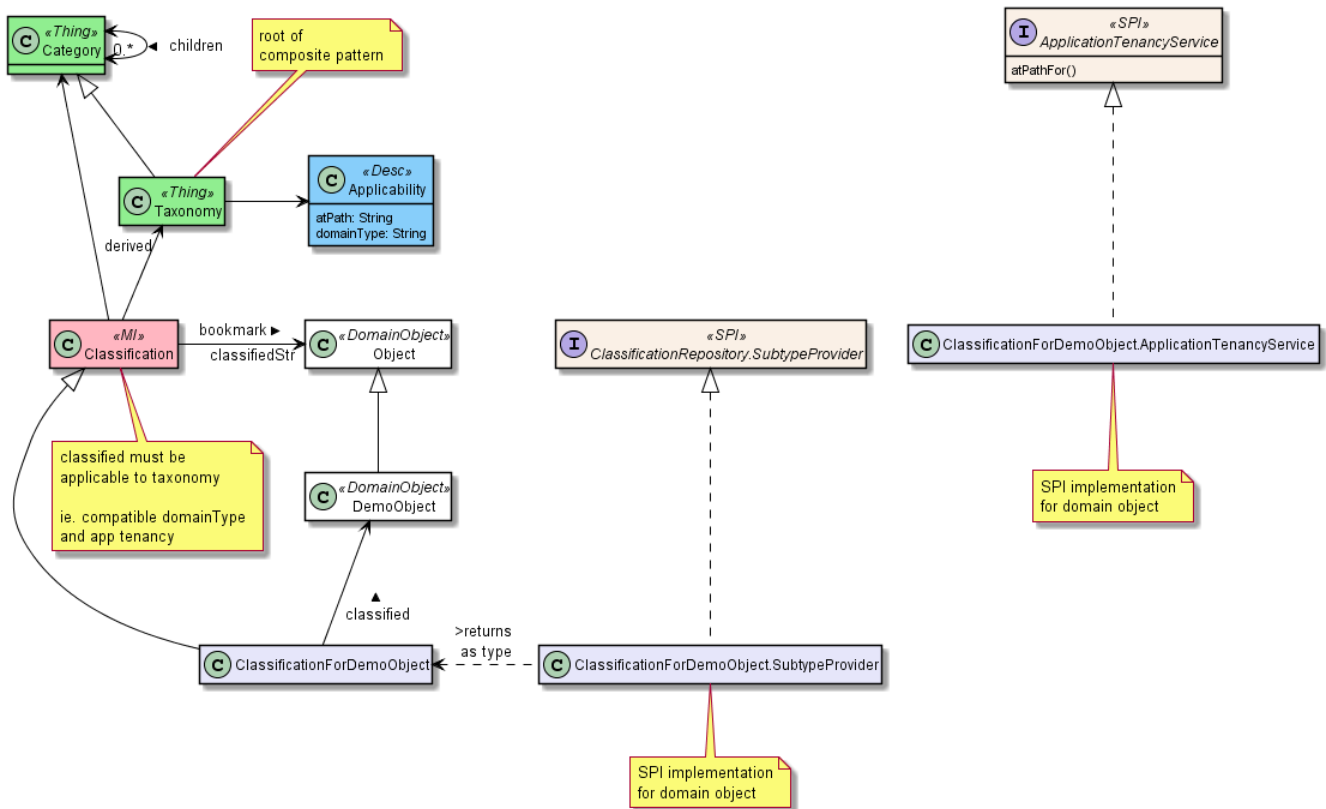 C
«Thing»
Category
0..*
◄ children
root of
composite pattern
I
«SPI»
ApplicationTenancyService
atPathFor()
C
«Thing»
Taxonomy
C
«Desc»
Applicability
atPath: String
domainType: String
derived
C
«MI»
Classification
bookmark ►
classifiedStr
C
«DomainObject»
Object
I
«SPI»
ClassificationRepository.SubtypeProvider
C
ClassificationForDemoObject.ApplicationTenancyService
classified must be
applicable to taxonomy
ie. compatible domainType
and app tenancy
C
«DomainObject»
DemoObject
SPI implementation
for domain object
▲
classified
C
ClassificationForDemoObject
>returns
as type
C
ClassificationForDemoObject.SubtypeProvider
SPI implementation
for domain object